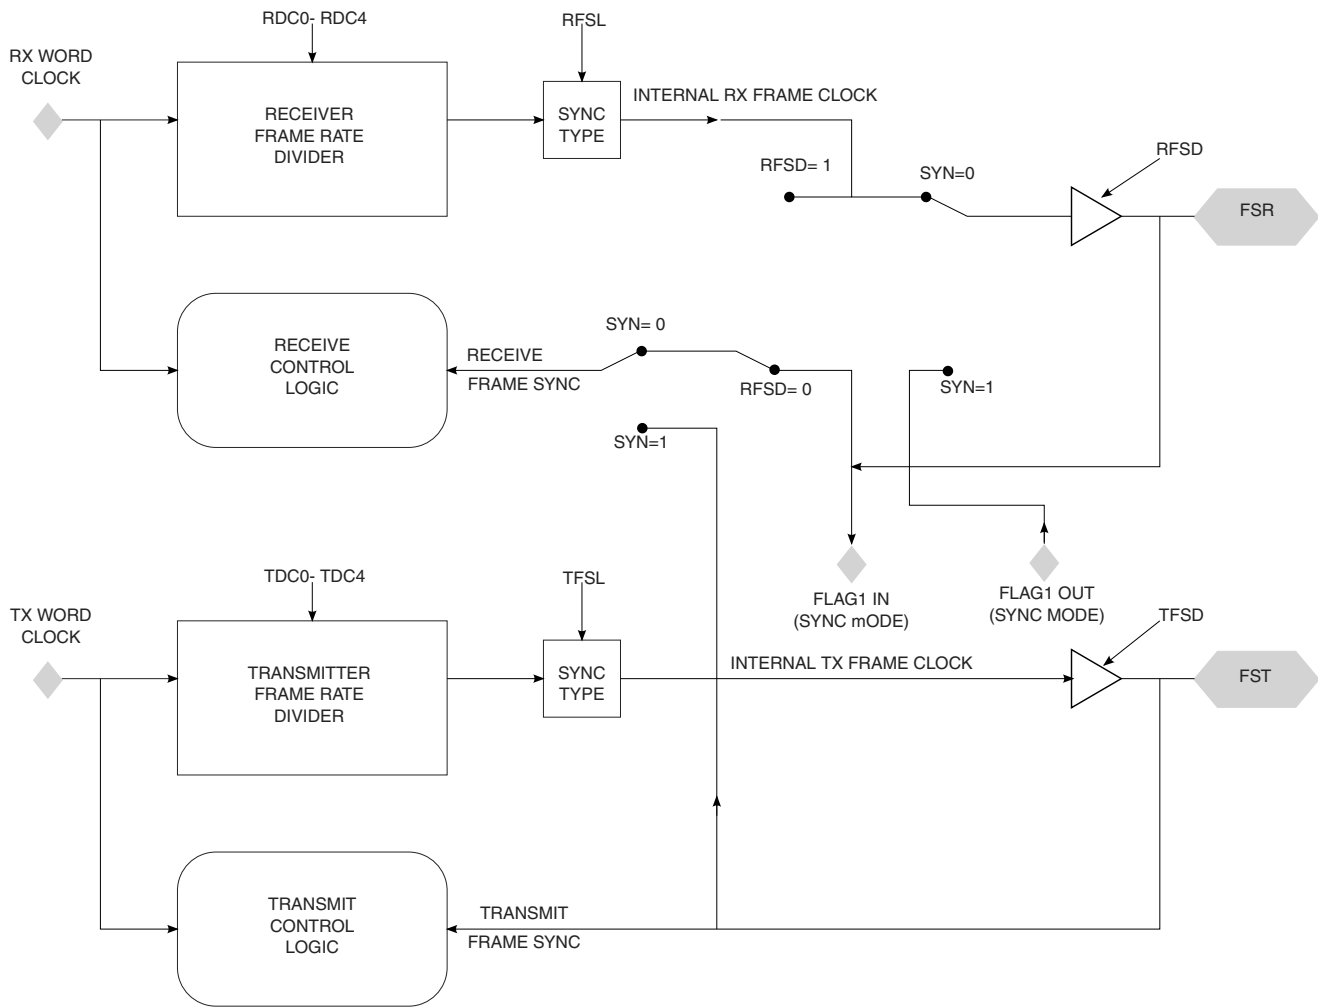 RDC0- RDC4
RFSL
RX WORD
CLOCK
RECEIVER
FRAME RATE
DIVIDER
SYNC
TYPE
INTERNAL RX FRAME CLOCK
RFSD= 1
SYN=0
RFSD
FSR
RECEIVE
CONTROL
LOGIC
RECEIVE
FRAME SYNC
SYN= 0
RFSD= 0
SYN=1
SYN=1
FLAG1 IN
(SYNC mODE)
FLAG1 OUT
(SYNC MODE)
TDC0- TDC4
TFSL
TX WORD
CLOCK
TRANSMITTER
FRAME RATE
DIVIDER
SYNC
TYPE
INTERNAL TX FRAME CLOCK
TFSD
FST
TRANSMIT
CONTROL
LOGIC
TRANSMIT
FRAME SYNC